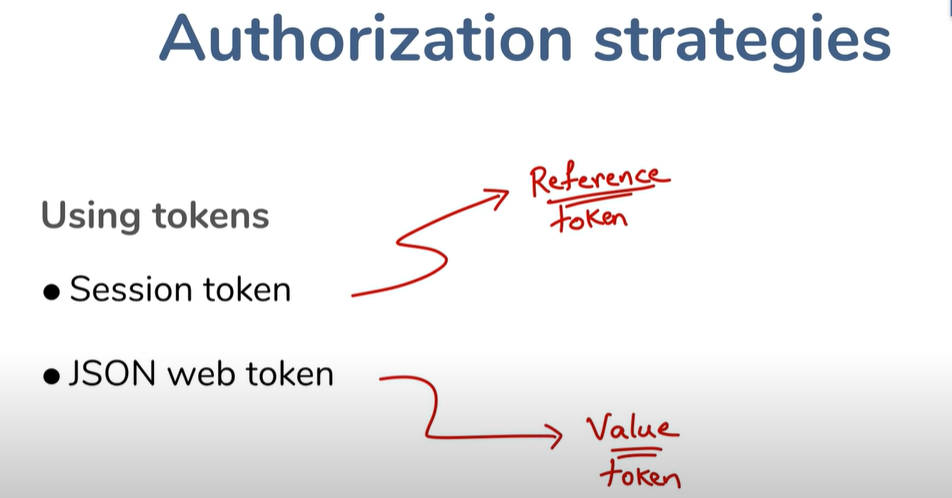 Authorization strategies
Using tokens
• Session token
Reference
token
• JSON web token
Value
token